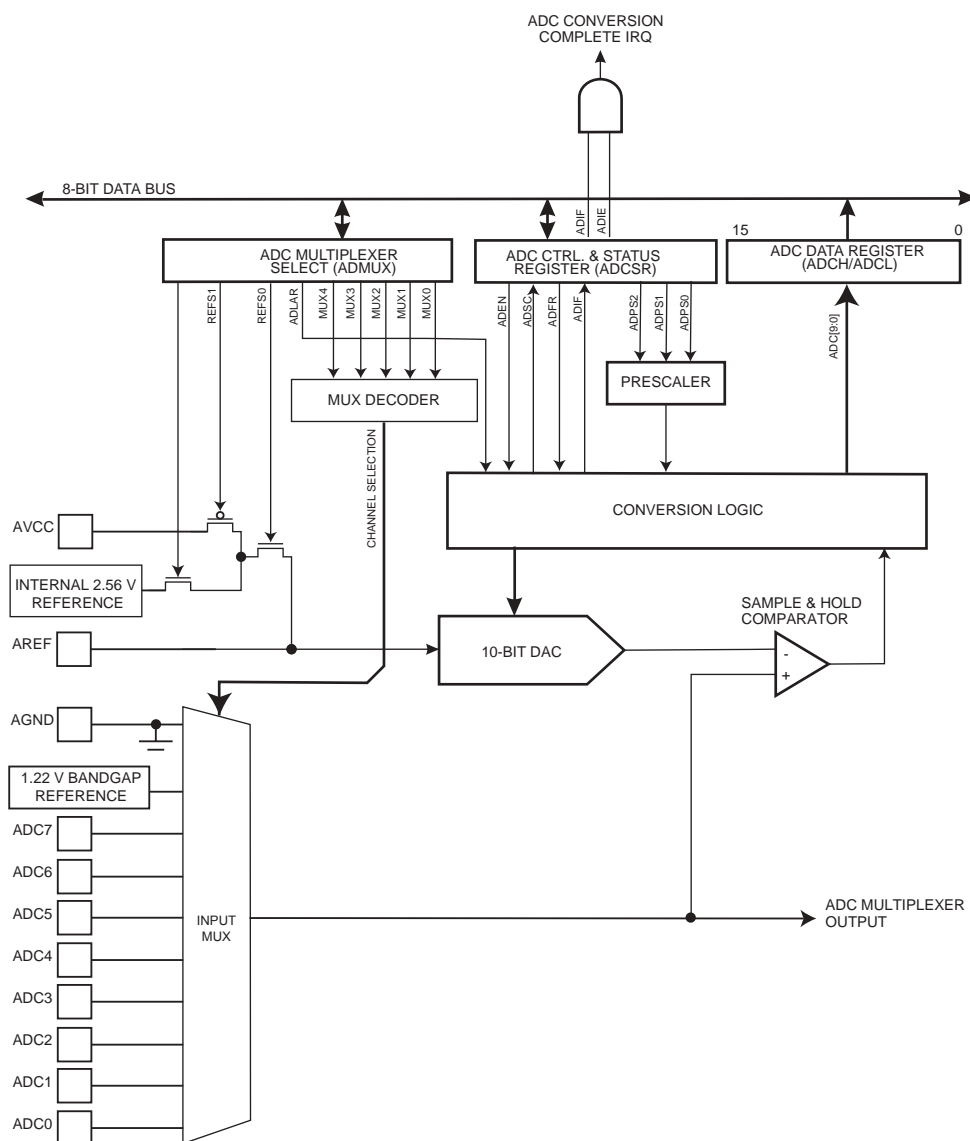 ADC CONVERSION
COMPLETE IRQ
8-BIT DATA BUS
ADIF
ADIE
15
0
ADC MULTIPLEXER
SELECT (ADMUX)
ADC CTRL. & STATUS
REGISTER (ADCSR)
ADC DATA REGISTER
(ADCH/ADCL)
REFS1
REFS0
ADLAR
MUX4
MUX3
MUX2
MUX1
MUX0
ADEN
ADSC
ADFR
ADIF
ADPS2
ADPS1
ADPS0
ADC[9:0]
MUX DECODER
PRESCALER
CHANNEL SELECTION
CONVERSION LOGIC
AVCC
INTERNAL 2.56 V
REFERENCE
SAMPLE & HOLD
COMPARATOR
AREF
10-BIT DAC
-
+
AGND
1.22 V BANDGAP
REFERENCE
ADC7
ADC6
ADC5
INPUT
MUX
ADC MULTIPLEXER
OUTPUT
ADC4
ADC3
ADC2
ADC1
ADC0